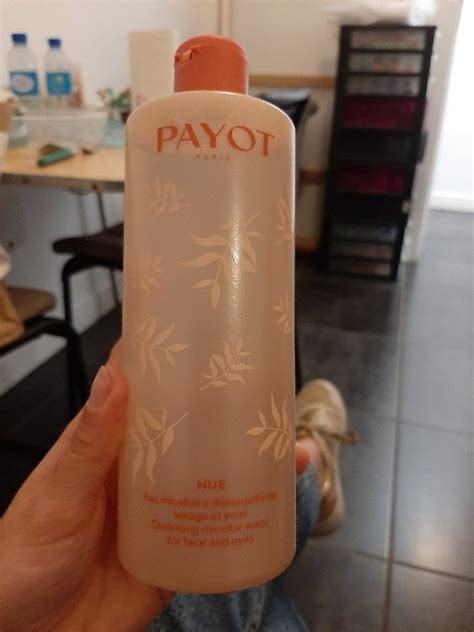 PAYOT
PARIS
NUE
Eau micellaire démaquillante
visage et yeux
Cleansing micellar water
for face and eyes